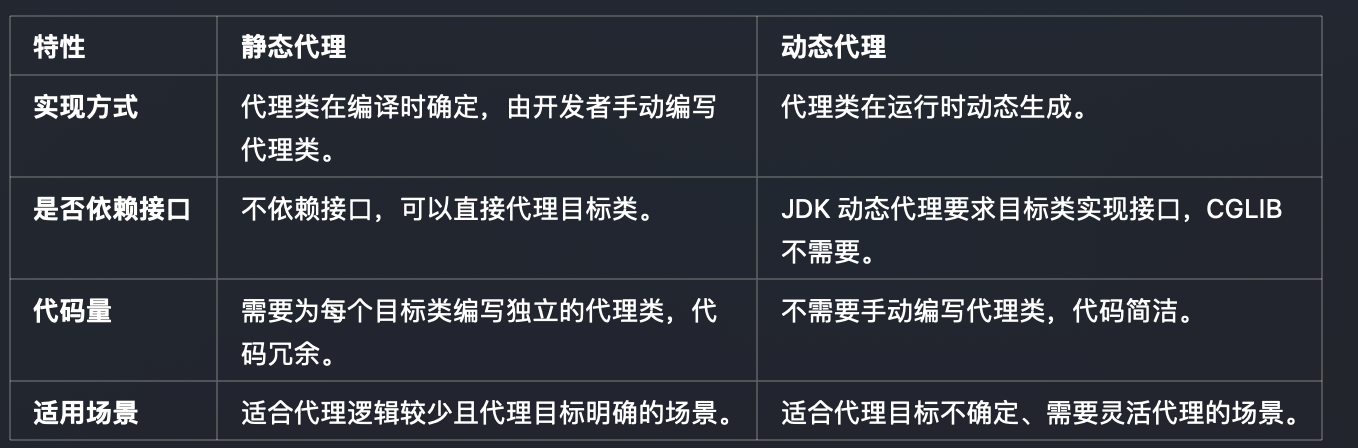 特性 静态代理 动态代理
实现方式 代理类在编译时确定，由开发者手动编写 代理类在运行时动态生成。
代理类。
是否依赖接口 不依赖接口，可以直接代理目标类。 JDK 动态代理要求目标类实现接口，CGLIB
不需要。
代码量 需要为每个目标类编写独立的代理类，代 不需要手动编写代理类，代码简洁。
码冗余。
适用场景 适合代理逻辑较少且代理目标明确的场景。 适合代理目标不确定、需要灵活代理的场景。